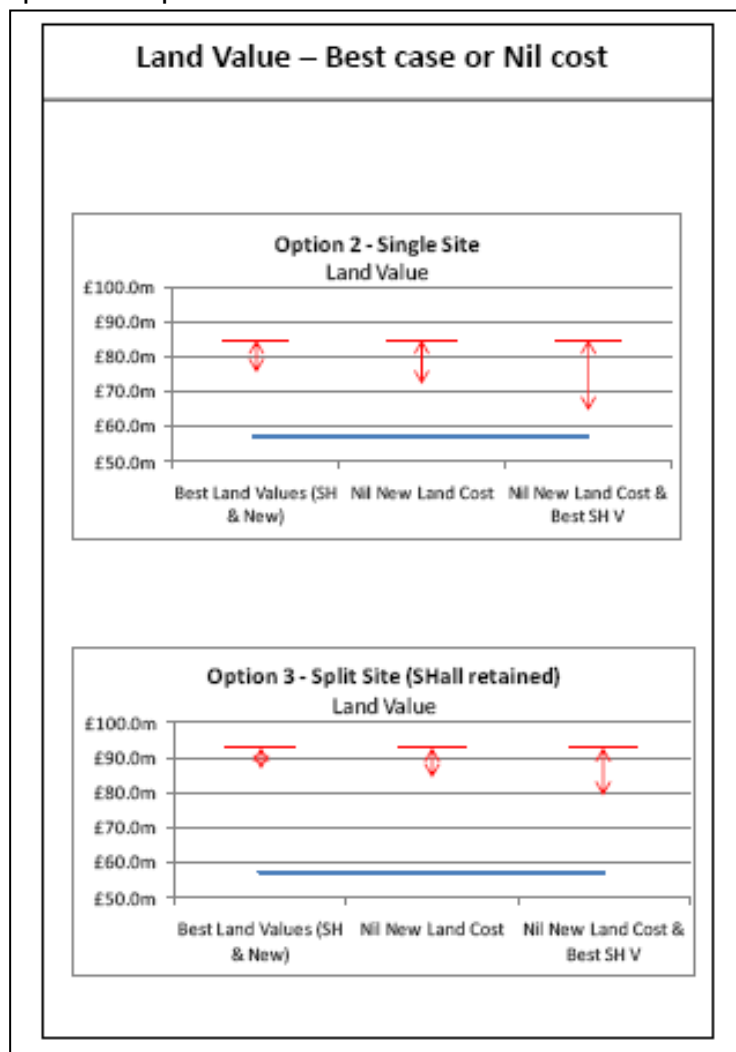 Land Value – Best case or Nil cost
Option 2 - Single Site
Land Value
£100.0m
£90.0m
£80.0m
£70.0m
£60.0m
£50.0m
Best Land Values (SH
& New)
Nil New Land Cost
Nil New Land Cost &
Best SH V
Option 3 - Split Site (SHall retained)
Land Value
£100.0m
£90.0m
£80.0m
£70.0m
£60.0m
£50.0m
Best Land Values (SH
& New)
Nil New Land Cost
Nil New Land Cost &
Best SH V